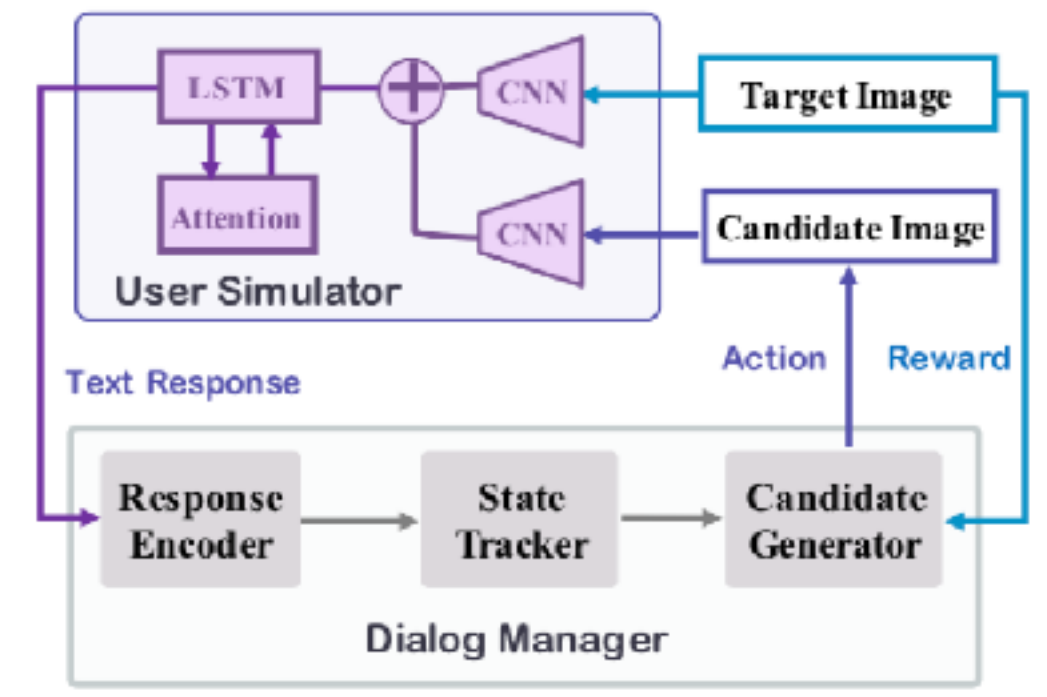 LSTM
CNN
Target Image
Attention
CNN
Candidate Image
User Simulator
Text Response
Action
Reward
Response
Encoder
State
Tracker
Candidate
Generator
Dialog Manager